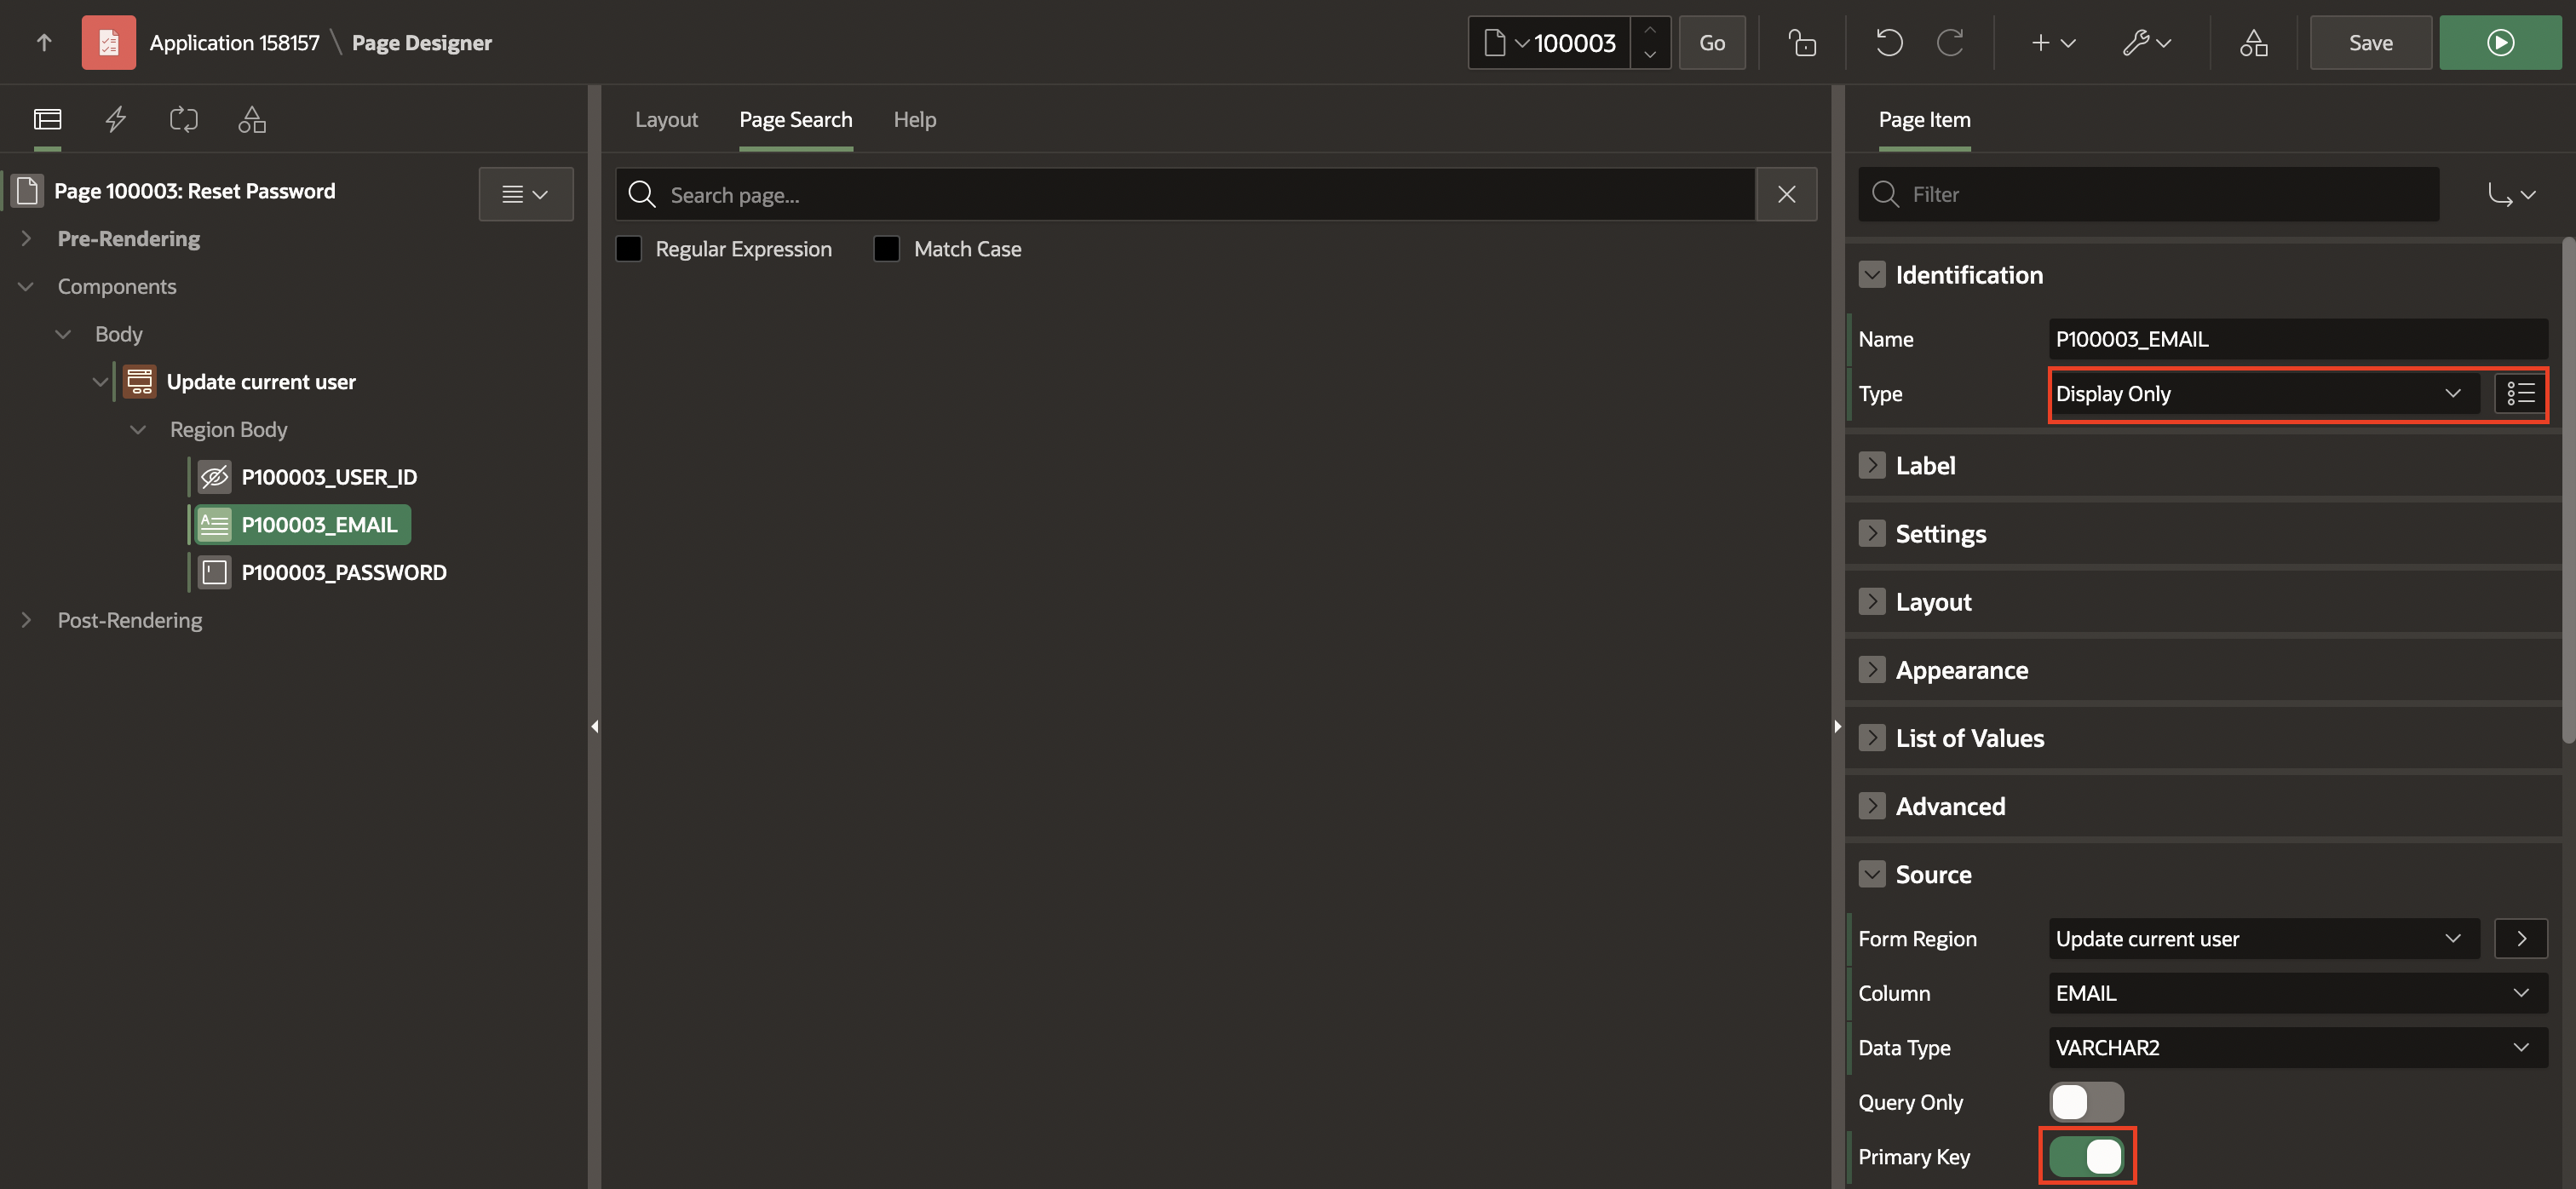 Application 158157 \ Page Designer
100003
Go
Save
Page 100003: Reset Password
Pre-Rendering
Components
Body
Update current user
Region Body
P100003_USER_ID
P100003_EMAIL
P100003_PASSWORD
Post-Rendering
Layout Page Search Help
Search page...
Regular Expression Match Case
Page Item
Filter
Identification
Name P100003_EMAIL
Type Display Only
Label
Settings
Layout
Appearance
List of Values
Advanced
Source
Form Region Update current user
Column EMAIL
Data Type VARCHAR2
Query Only
Primary Key